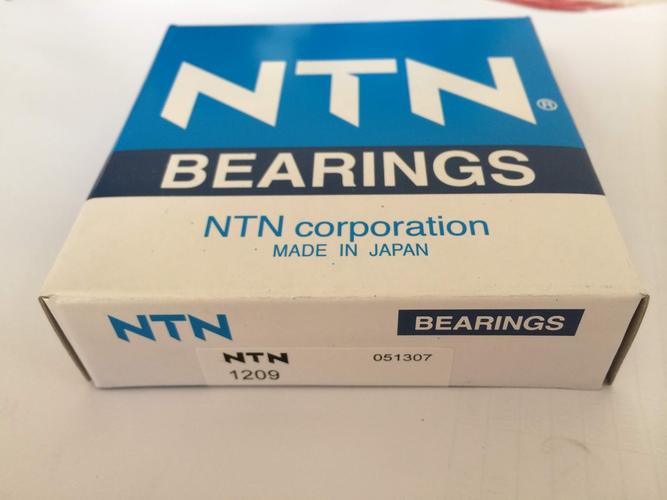 NTN®
BEARINGS
NTN corporation
MADE IN JAPAN
NTN BEARINGS
NTN 051307
1209